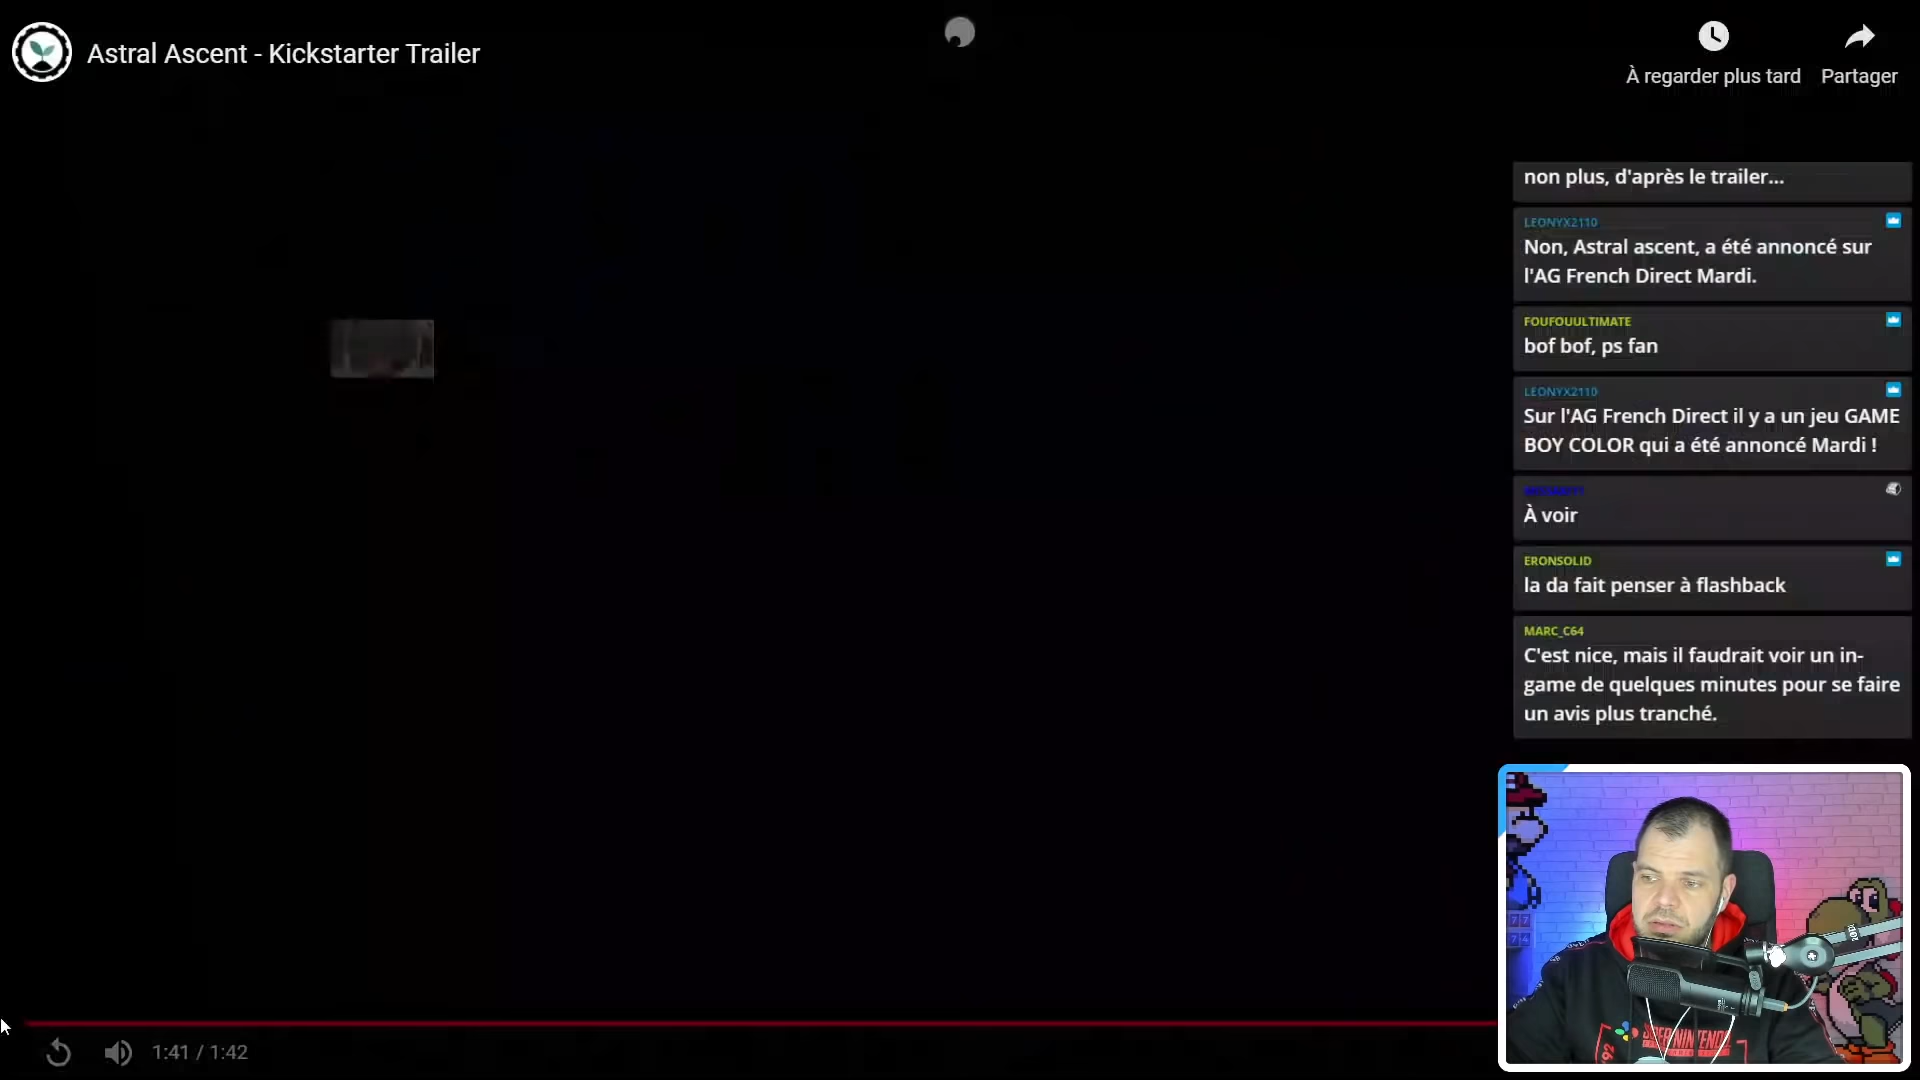 Astral Ascent - Kickstarter Trailer
À regarder plus tard
Partager
non plus, d'après le trailer...
LEONYX2110
Non, Astral ascent, a été annoncé sur
l'AG French Direct Mardi.
FOUFOUULTIMATE
bof bof, ps fan
LEONYX2110
Sur l'AG French Direct il y a un jeu GAME
BOY COLOR qui a été annoncé Mardi !
À voir
ERONSOLID
la da fait penser à flashback
MARC_C64
C'est nice, mais il faudrait voir un in-
game de quelques minutes pour se faire
un avis plus tranché.
1:41 / 1:42